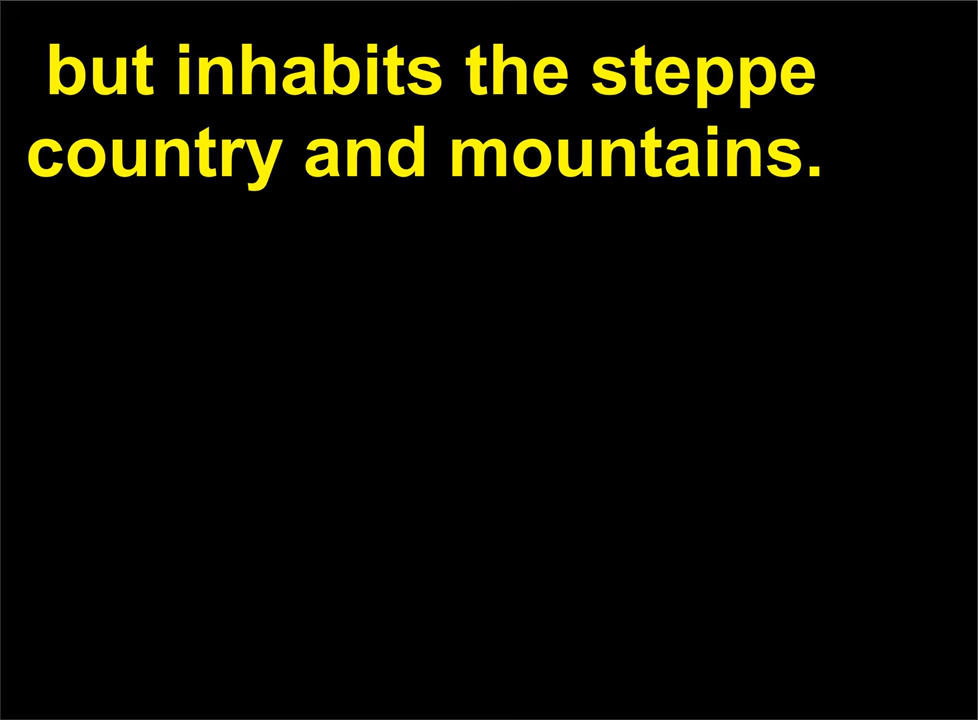 but inhabits the steppe
country and mountains.